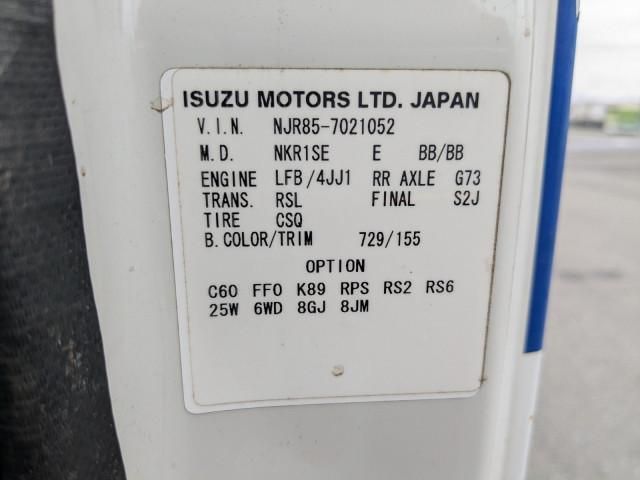 ISUZU MOTORS LTD. JAPAN
V.I.N. NJR85-7021052
M.D. NKR1SE E BB/BB
ENGINE LFB/4JJ1 RR AXLE G73
TRANS. RSL FINAL S2J
TIRE CSQ
B.COLOR/TRIM 729/155
OPTION
C60 FF0 K89 RPS RS2 RS6
25W 6WD 8GJ 8JM